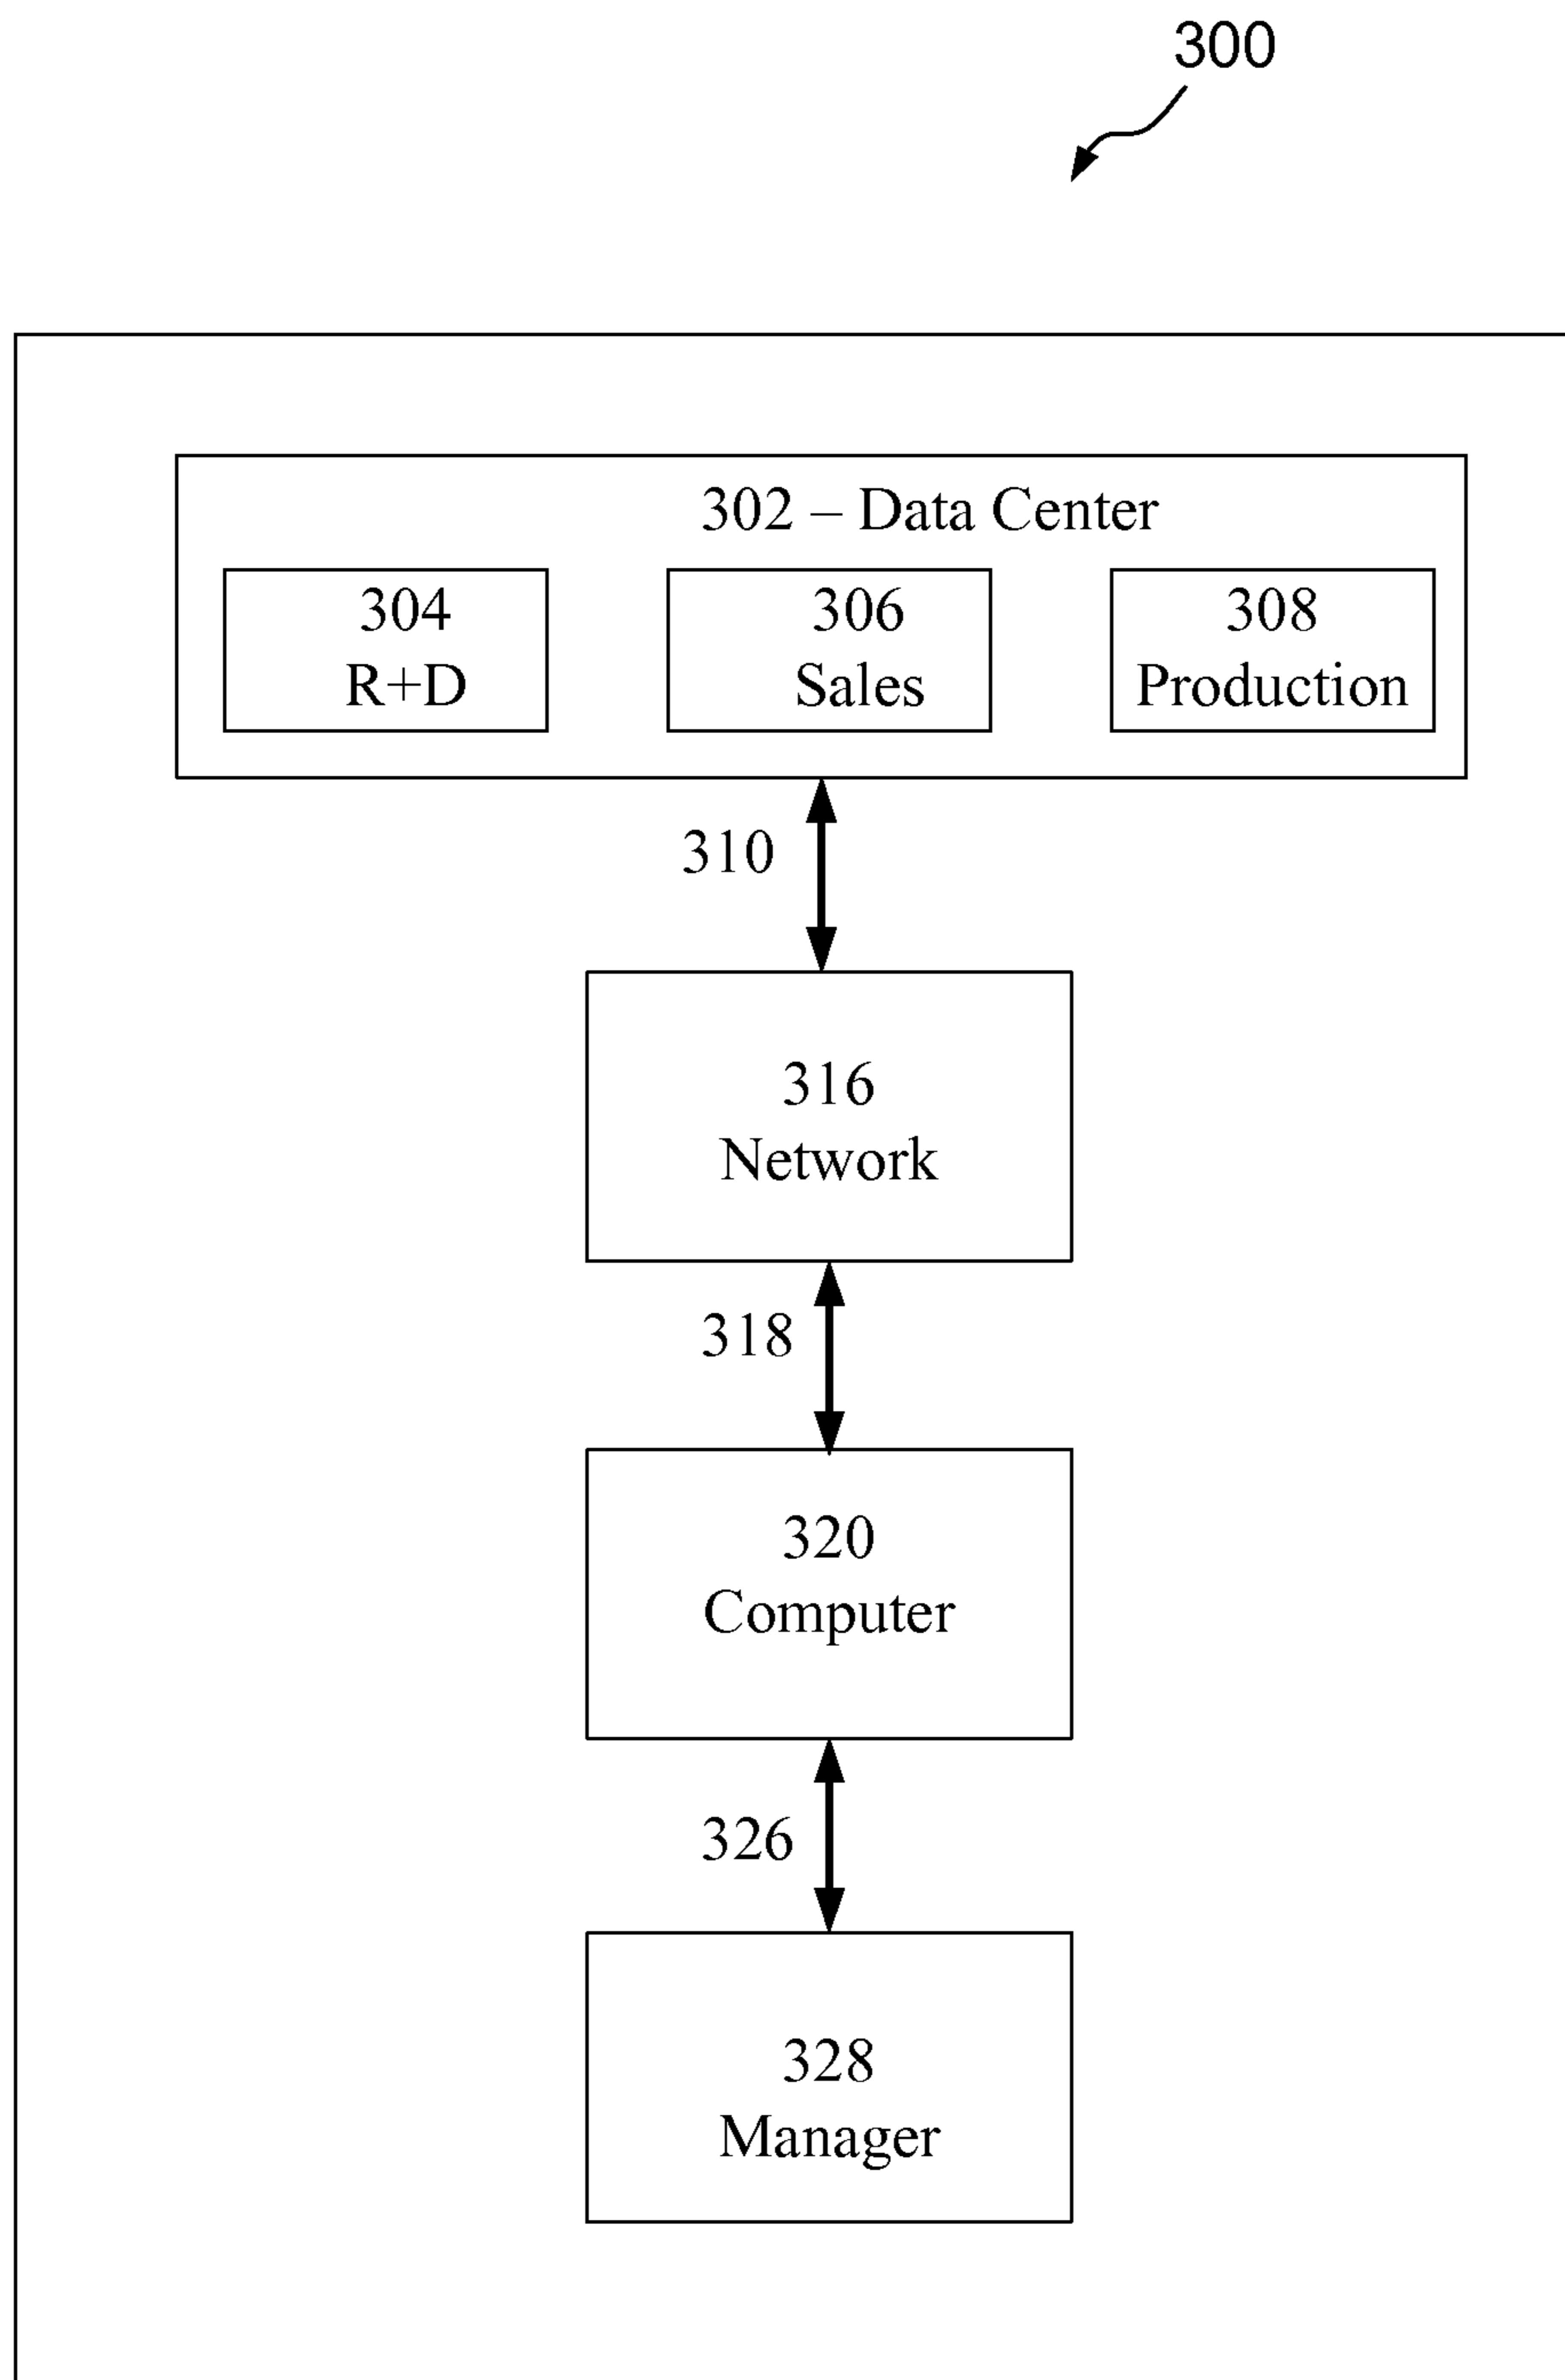 300
302 – Data Center
304
R+D
306
Sales
308
Production
310
316
Network
318
320
Computer
326
328
Manager